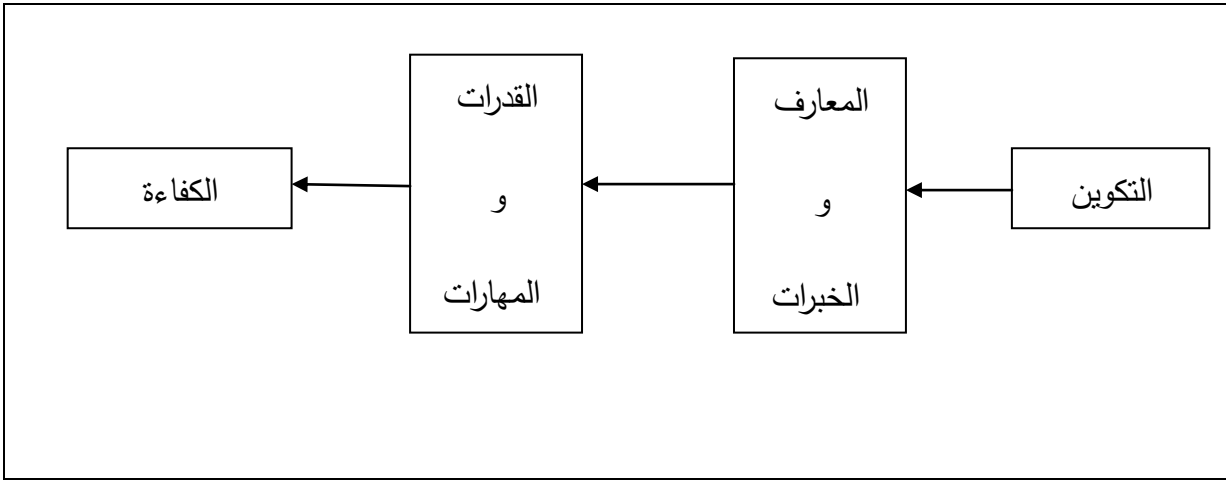 التكوين
المعارف
و
الخبرات
القدرات
و
المهارات
الكفاءة